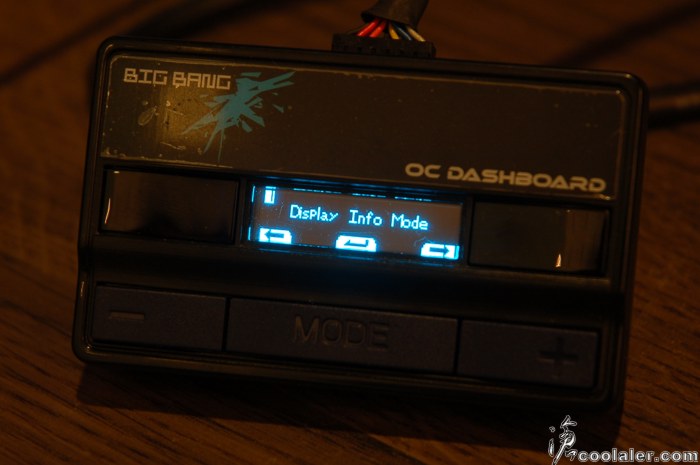 BIG BANG
OC DASHBOARD
Display Info Mode
- MODE +
coolaler.com